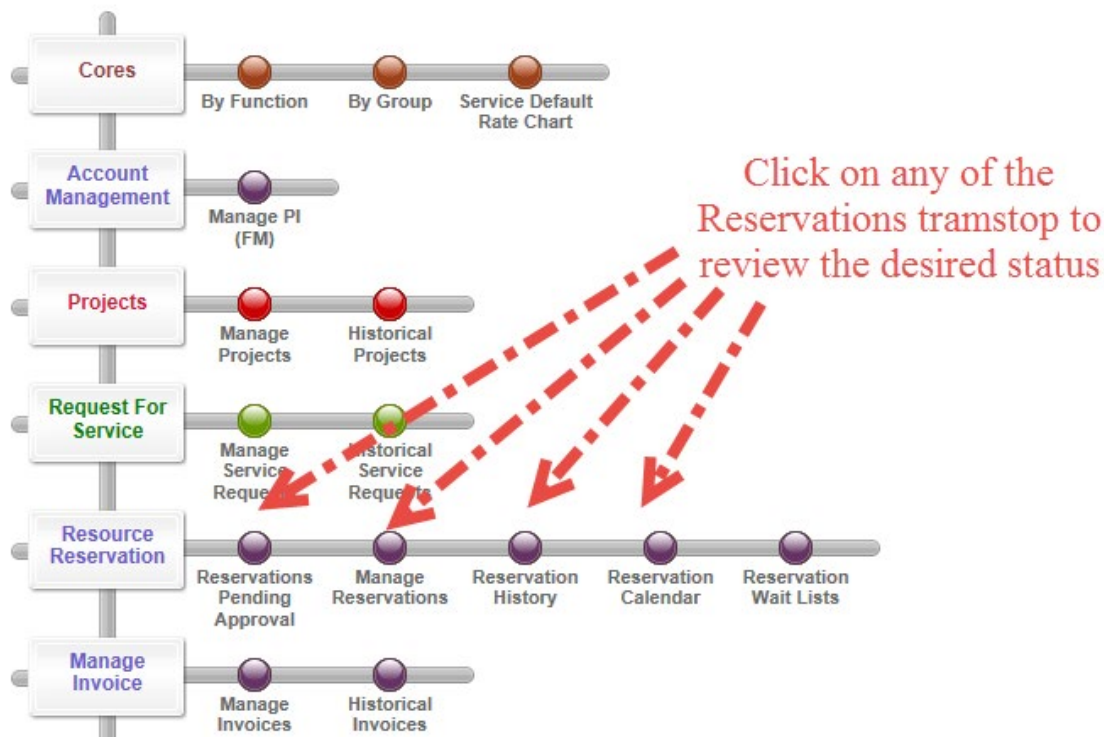 Cores
By Function
By Group
Service Default
Rate Chart
Account
Management
Manage PI
(FM)
Click on any of the
Reservations tramstop to
review the desired status
Projects
Manage
Projects
Historical
Projects
Request For
Service
Manage
Service
Requests
Historical
Service
Requests
Resource
Reservation
Reservations
Pending
Approval
Manage
Reservations
Reservation
History
Reservation
Calendar
Reservation
Wait Lists
Manage
Invoice
Manage
Invoices
Historical
Invoices